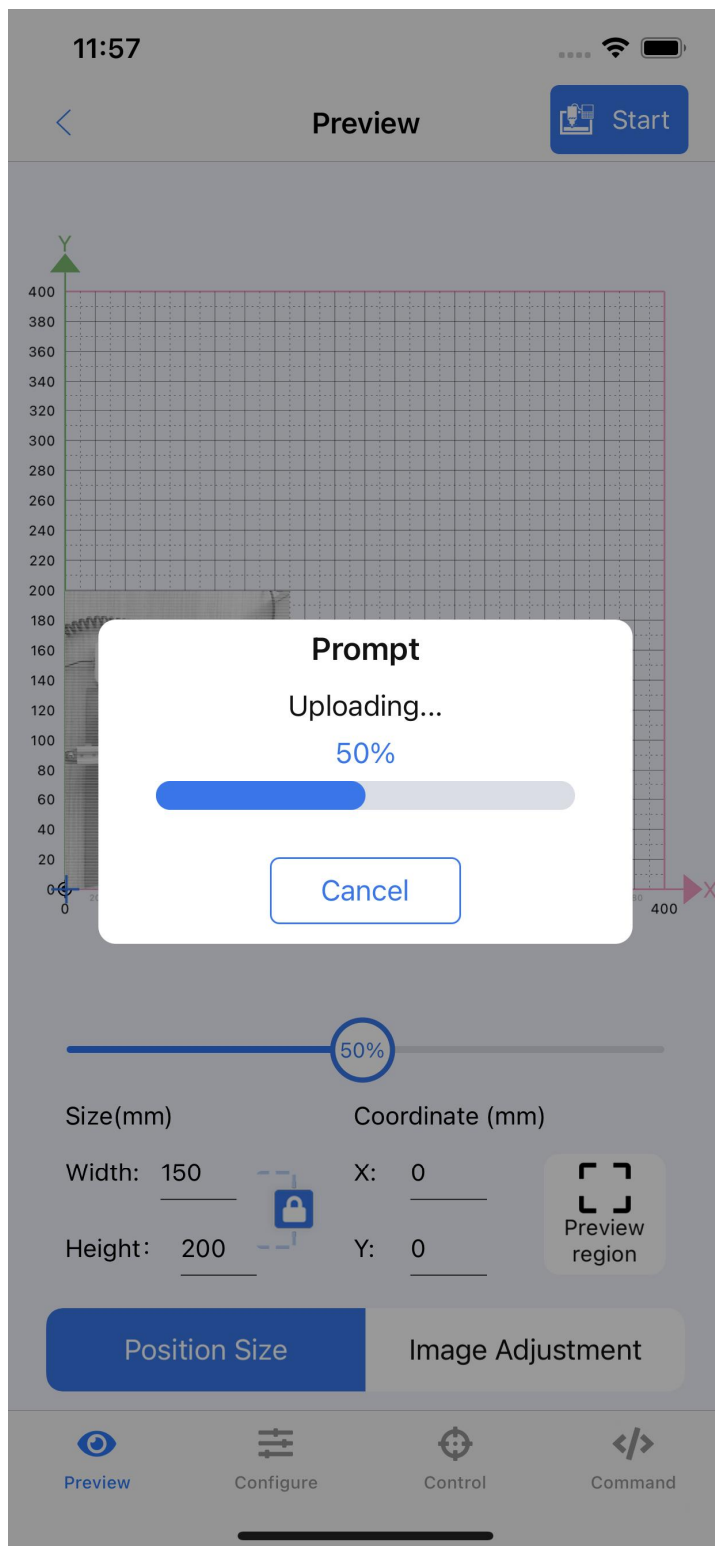 11:57
Preview
Start
Y
400
380
360
340
320
300
280
260
240
220
200
180
160
140
120
100
80
60
40
20
0
0
400
X
Prompt
Uploading...
50%
Cancel
50%
Size(mm)
Coordinate (mm)
Width: 150
X: 0
Height: 200
Y: 0
Preview
region
Position Size
Image Adjustment
Preview
Configure
Control
Command